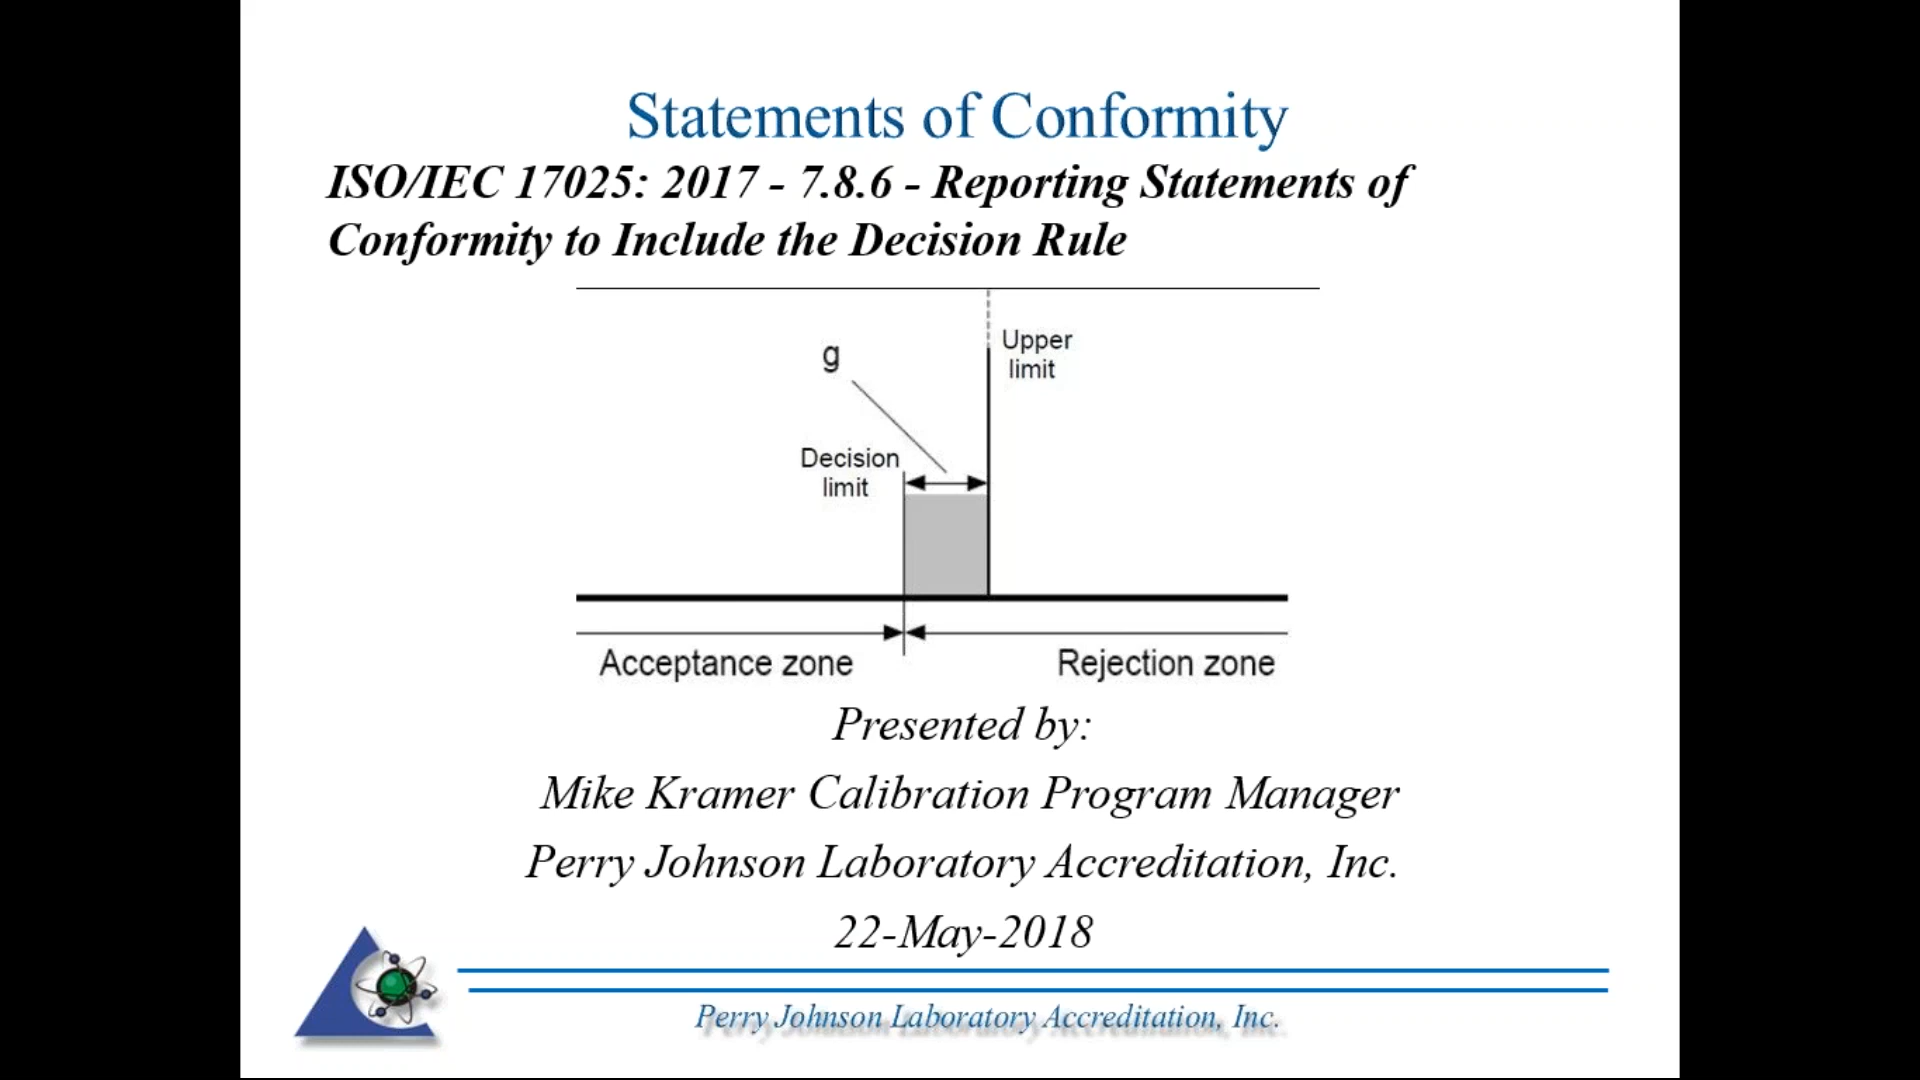 Statements of Conformity
ISO/IEC 17025: 2017 - 7.8.6 - Reporting Statements of
Conformity to Include the Decision Rule
g
Upper
limit
Decision
limit
Acceptance zone
Rejection zone
Presented by:
Mike Kramer Calibration Program Manager
Perry Johnson Laboratory Accreditation, Inc.
22-May-2018
Perry Johnson Laboratory Accreditation, Inc.